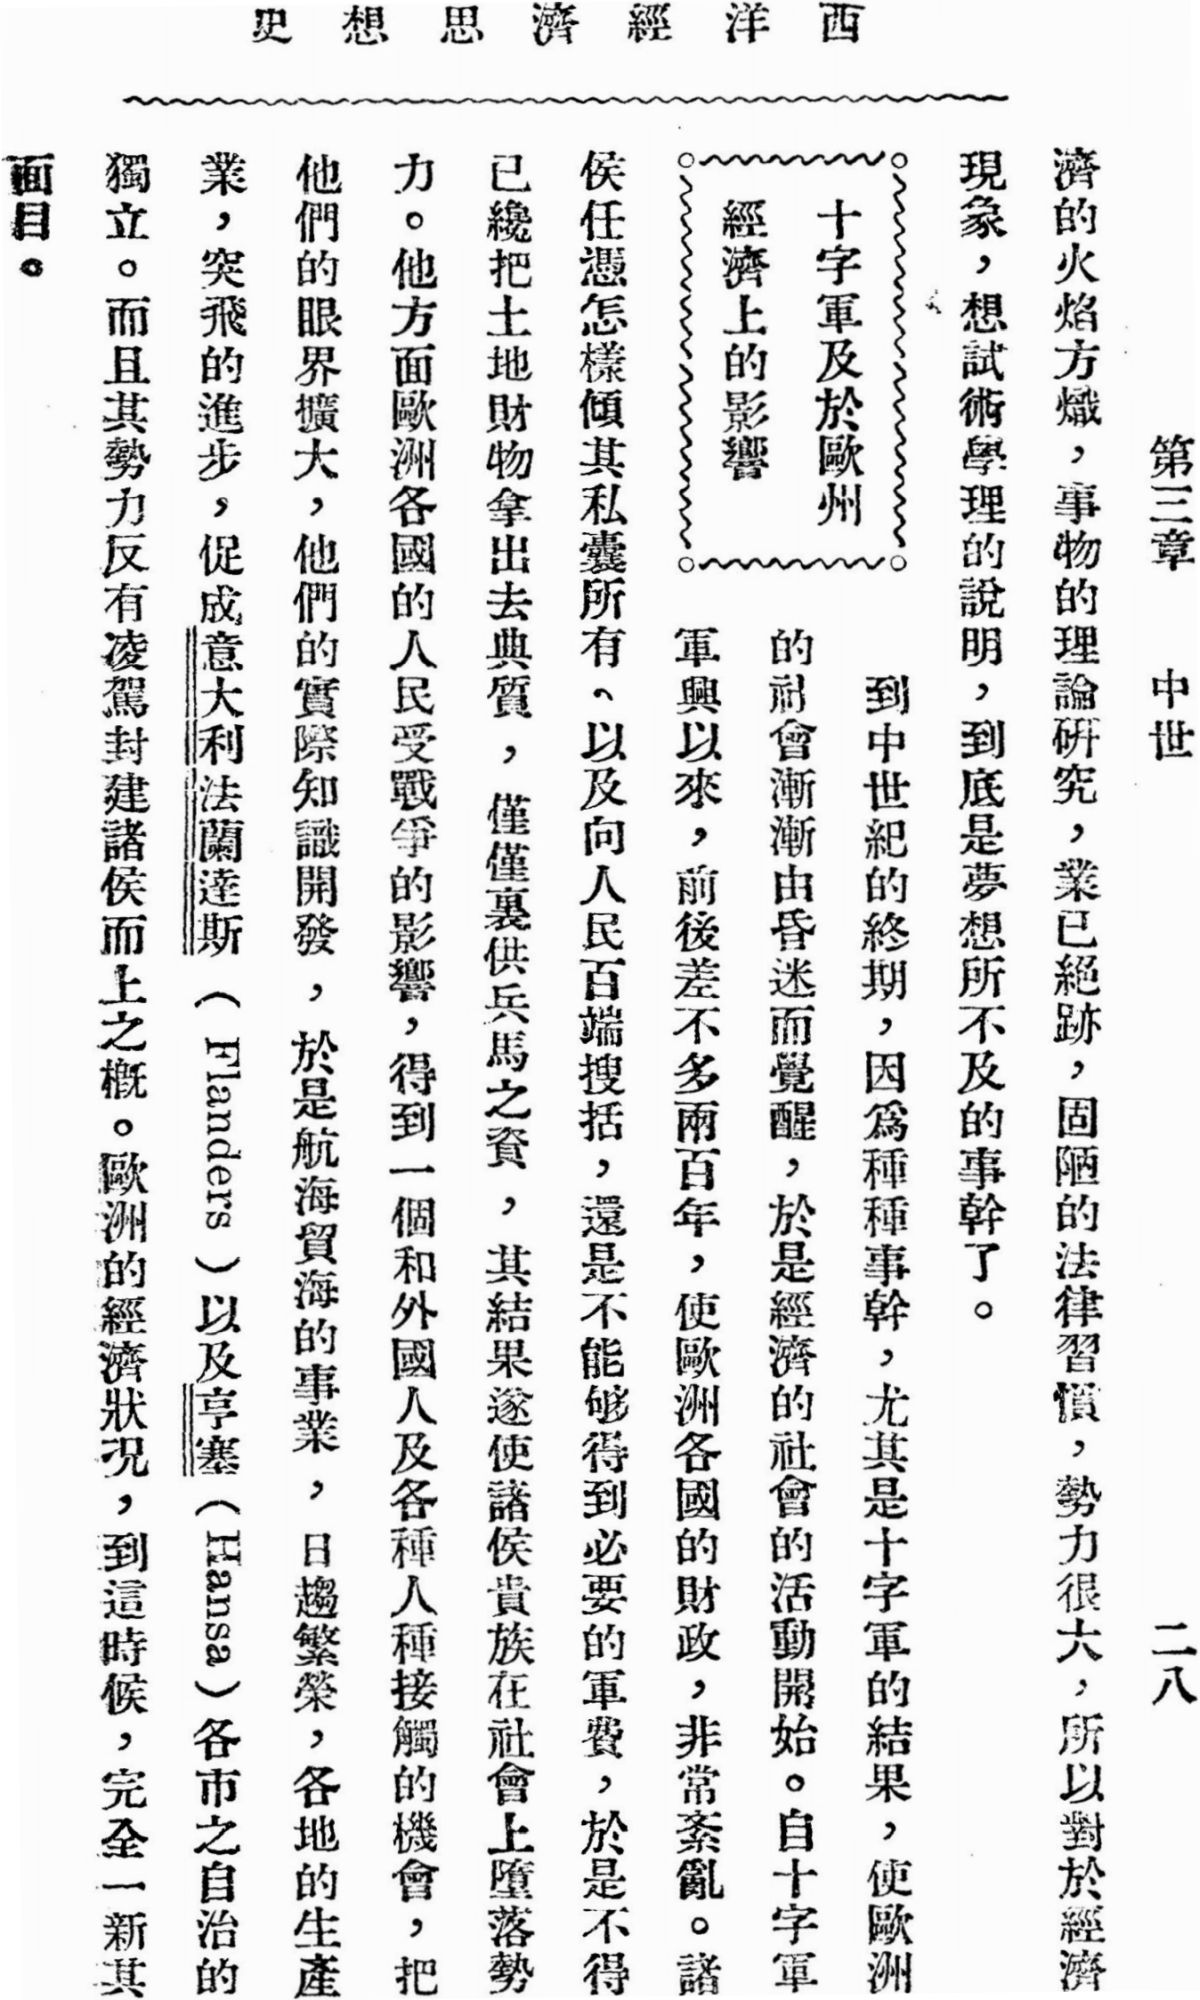 西洋經濟思想史
第三章　中世　二八
濟的火焰方熾，事物的理論研究，業已絕跡，固陋的法律習慣，勢力很大，所以對於經濟
現象，想試術學理的說明，到底是夢想所不及的事幹了。
十字軍及於歐州
經濟上的影響
到中世紀的終期，因爲種種事幹，尤其是十字軍的結果，使歐洲
的社會漸漸由昏迷而覺醒，於是經濟的社會的活動開始。自十字軍
軍興以來，前後差不多兩百年，使歐洲各國的財政，非常紊亂。諸
侯任憑怎樣傾其私囊所有、以及向人民百端搜括，還是不能够得到必要的軍費，於是不得
已纔把土地財物拿出去典質，僅僅裏供兵馬之資，其結果遂使諸侯貴族在社會上墮落勢
力。他方面歐洲各國的人民受戰爭的影響，得到一個和外國人及各種人種接觸的機會，把
他們的眼界擴大，他們的實際知識開發，於是航海貿海的事業，日趨繁榮，各地的生產
業，突飛的進步，促成意大利法蘭達斯（Flanders）以及亨塞（Hansa）各市之自治的
獨立。而且其勢力反有凌駕封建諸侯而上之概。歐洲的經濟狀況，到這時候，完全一新其
面目。